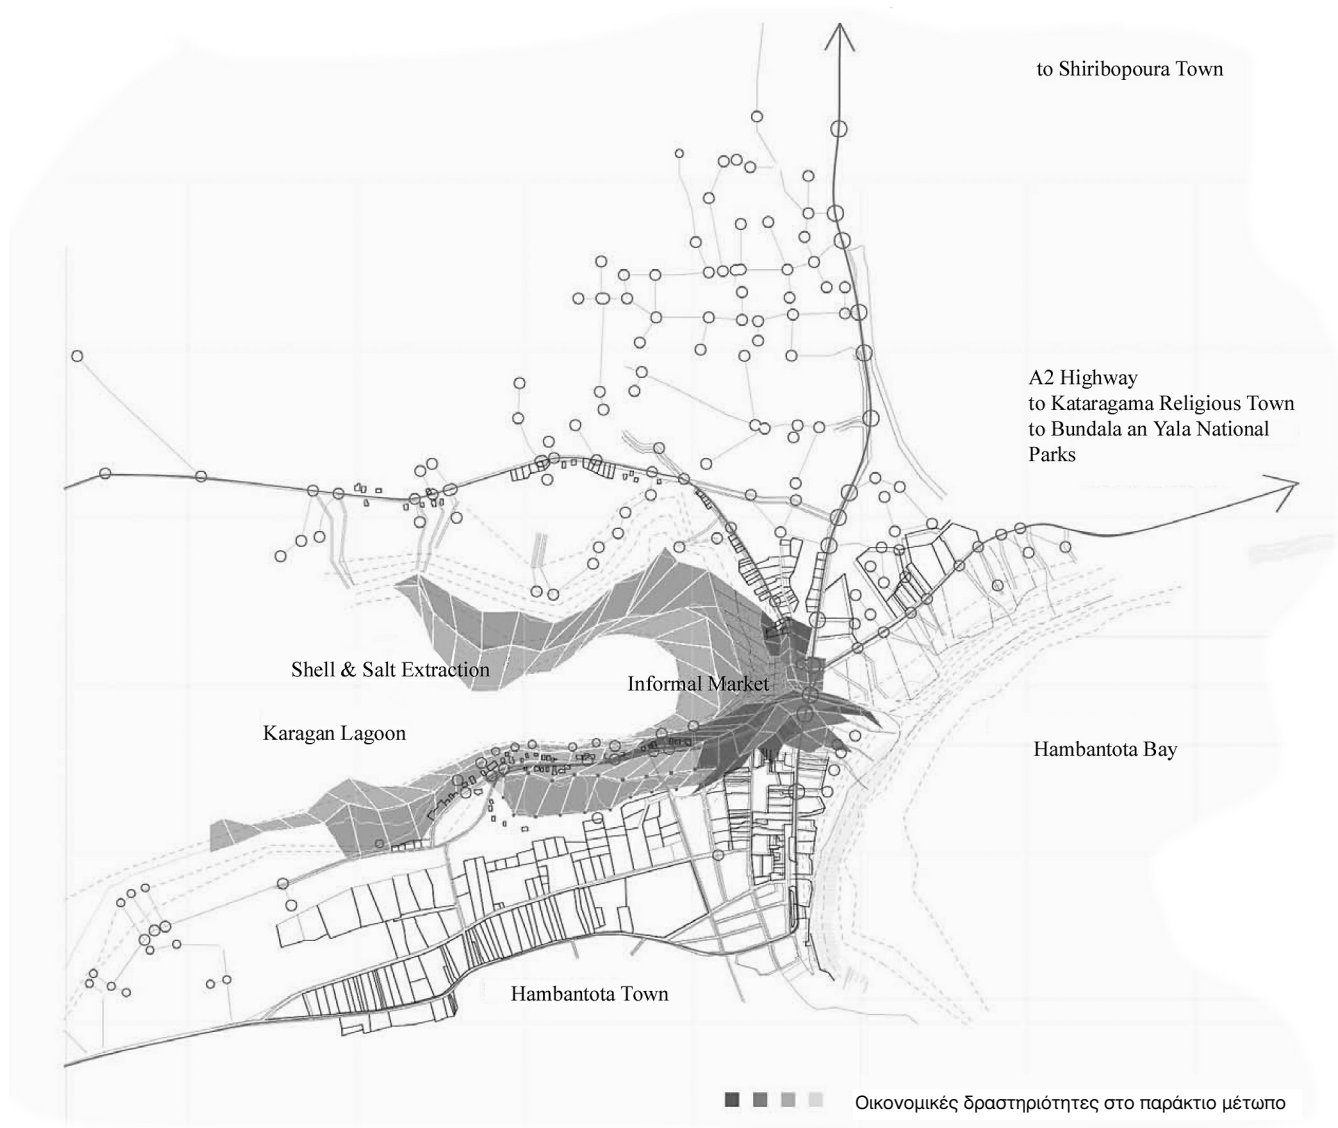 to Shiribopoura Town
A2 Highway
to Kataragama Religious Town
to Bundala an Yala National
Parks
Shell & Salt Extraction
Informal Market
Karagan Lagoon
Hambantota Bay
Hambantota Town
Οικονομικές δραστηριότητες στο παράκτιο μέτωπο